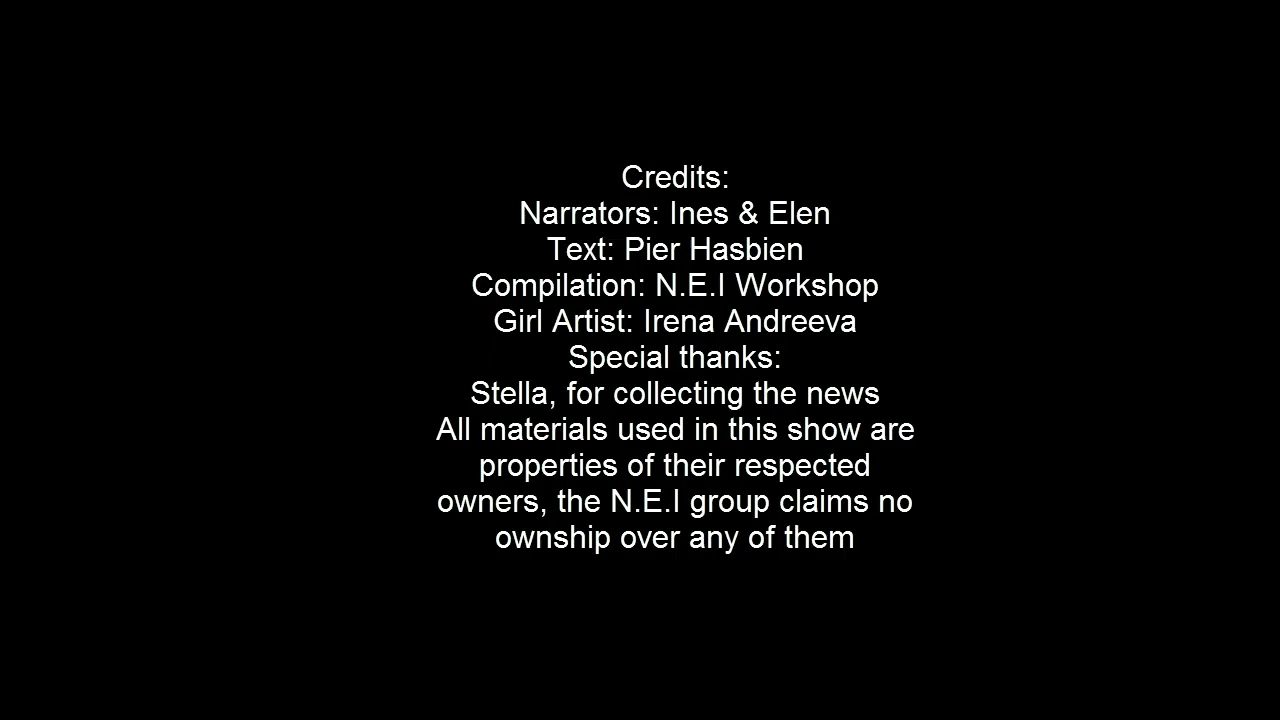 Credits:
Narrators: Ines & Elen
Text: Pier Hasbien
Compilation: N.E.I Workshop
Girl Artist: Irena Andreeva
Special thanks:
Stella, for collecting the news
All materials used in this show are
properties of their respected
owners, the N.E.I group claims no
ownship over any of them